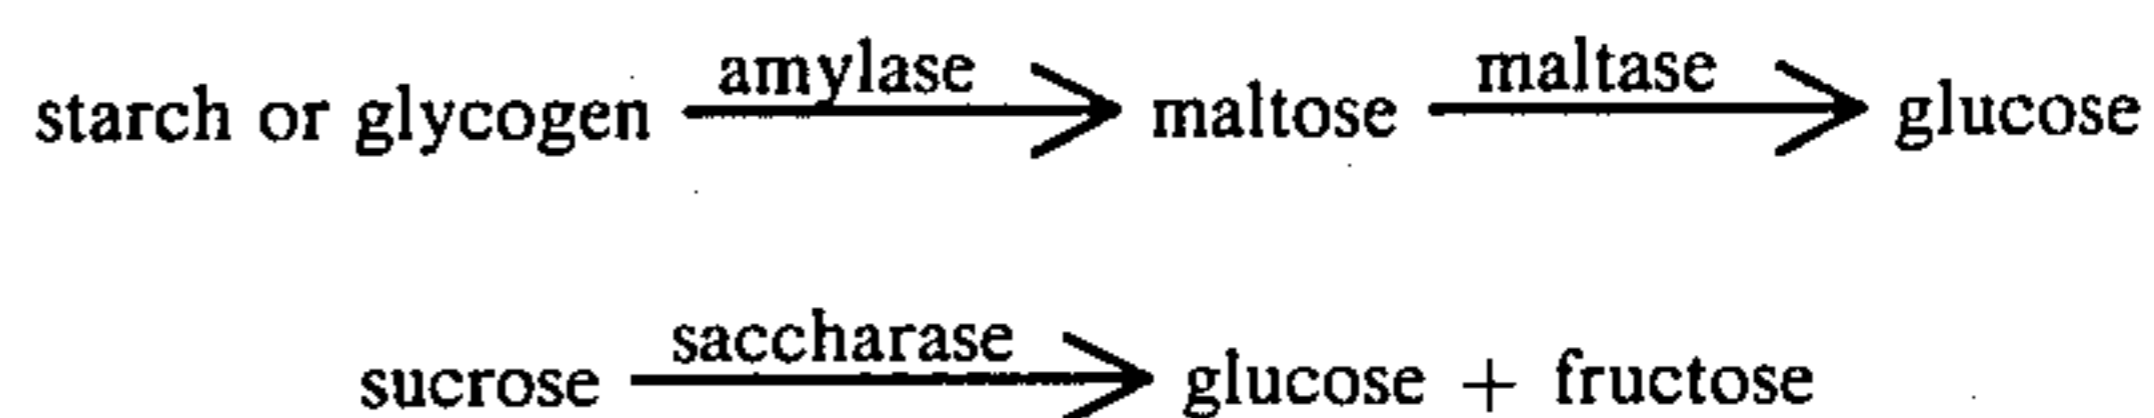 amylase maltase
starch or glycogen maltose glucose
saccharase
sucrose glucose + fructose